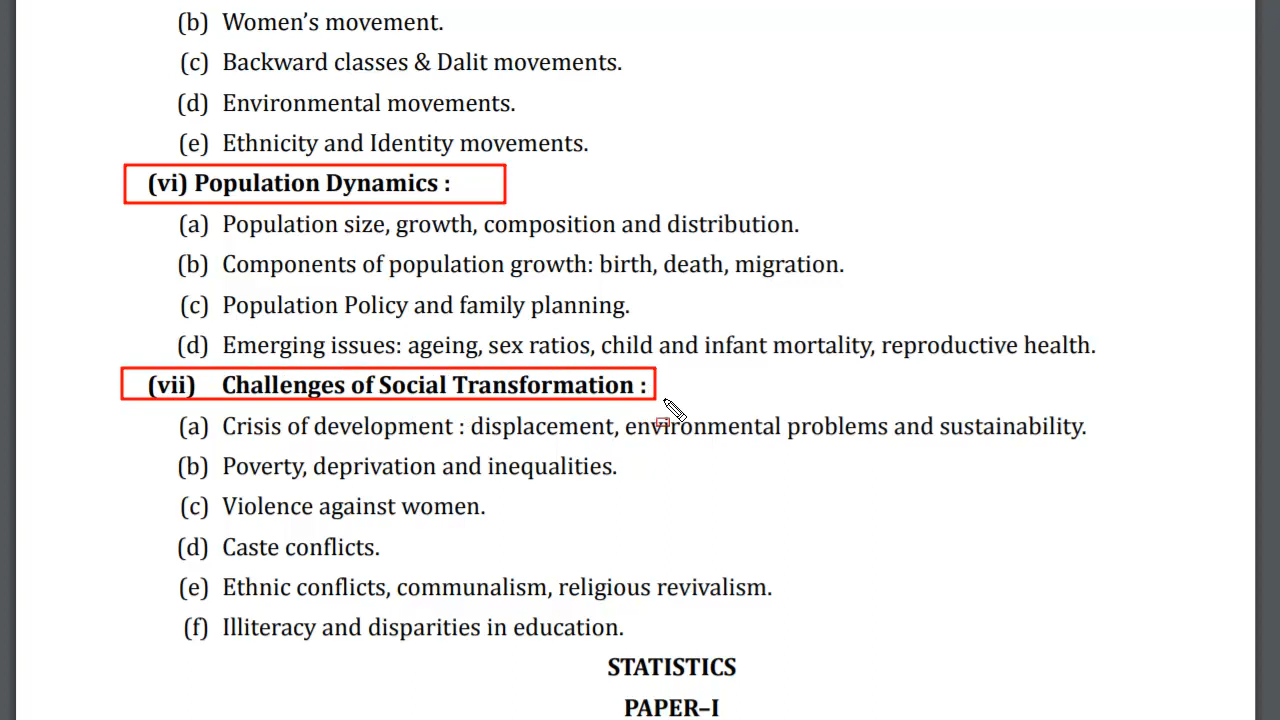 (b) Women’s movement.
(c) Backward classes & Dalit movements.
(d) Environmental movements.
(e) Ethnicity and Identity movements.
(vi) Population Dynamics :
(a) Population size, growth, composition and distribution.
(b) Components of population growth: birth, death, migration.
(c) Population Policy and family planning.
(d) Emerging issues: ageing, sex ratios, child and infant mortality, reproductive health.
(vii) Challenges of Social Transformation :
(a) Crisis of development : displacement, environmental problems and sustainability.
(b) Poverty, deprivation and inequalities.
(c) Violence against women.
(d) Caste conflicts.
(e) Ethnic conflicts, communalism, religious revivalism.
(f) Illiteracy and disparities in education.
STATISTICS
PAPER–I